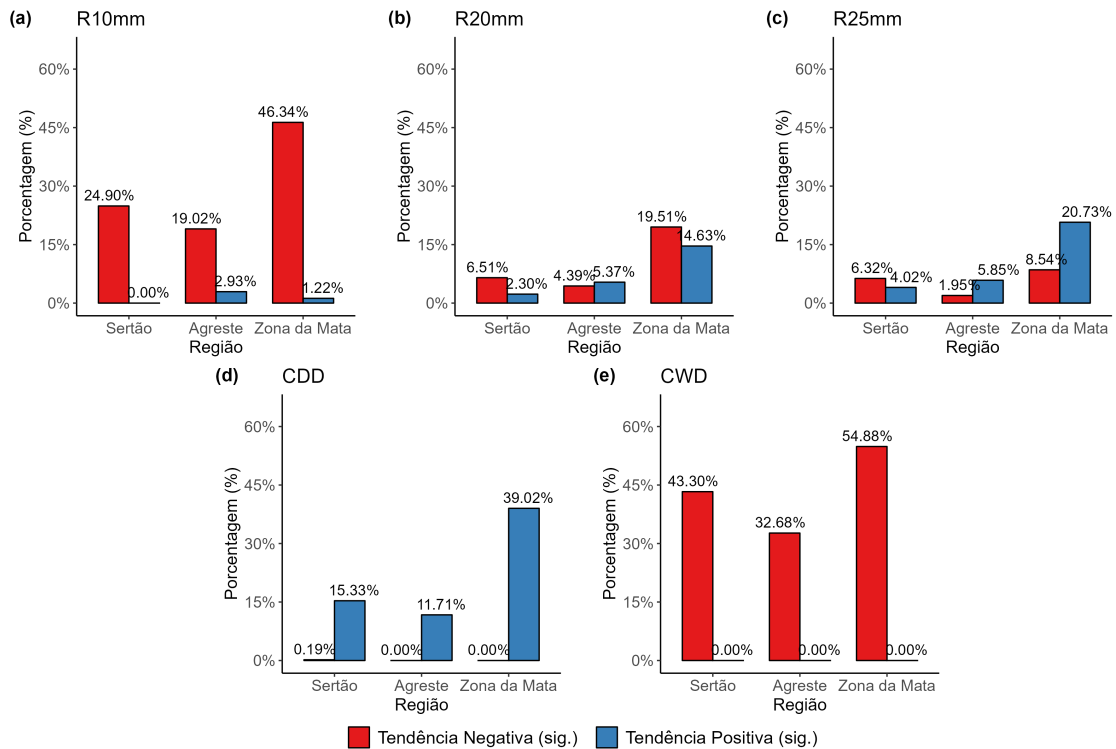 (a) R10mm
Porcentagem (%)
60%
45%
30%
15%
0%
24.90%
0.00%
19.02%
2.93%
46.34%
1.22%
Sertão Agreste Zona da Mata
Região
(b) R20mm
Porcentagem (%)
60%
45%
30%
15%
0%
6.51%
2.30%
4.39%
5.37%
19.51%
14.63%
Sertão Agreste Zona da Mata
Região
(c) R25mm
Porcentagem (%)
60%
45%
30%
15%
0%
6.32%
4.02%
1.95%
5.85%
8.54%
20.73%
Sertão Agreste Zona da Mata
Região
(d) CDD
Porcentagem (%)
60%
45%
30%
15%
0%
0.19%
15.33%
0.00%
11.71%
0.00%
39.02%
Sertão Agreste Zona da Mata
Região
(e) CWD
Porcentagem (%)
60%
45%
30%
15%
0%
43.30%
0.00%
32.68%
0.00%
54.88%
0.00%
Sertão Agreste Zona da Mata
Região
Tendência Negativa (sig.) Tendência Positiva (sig.)